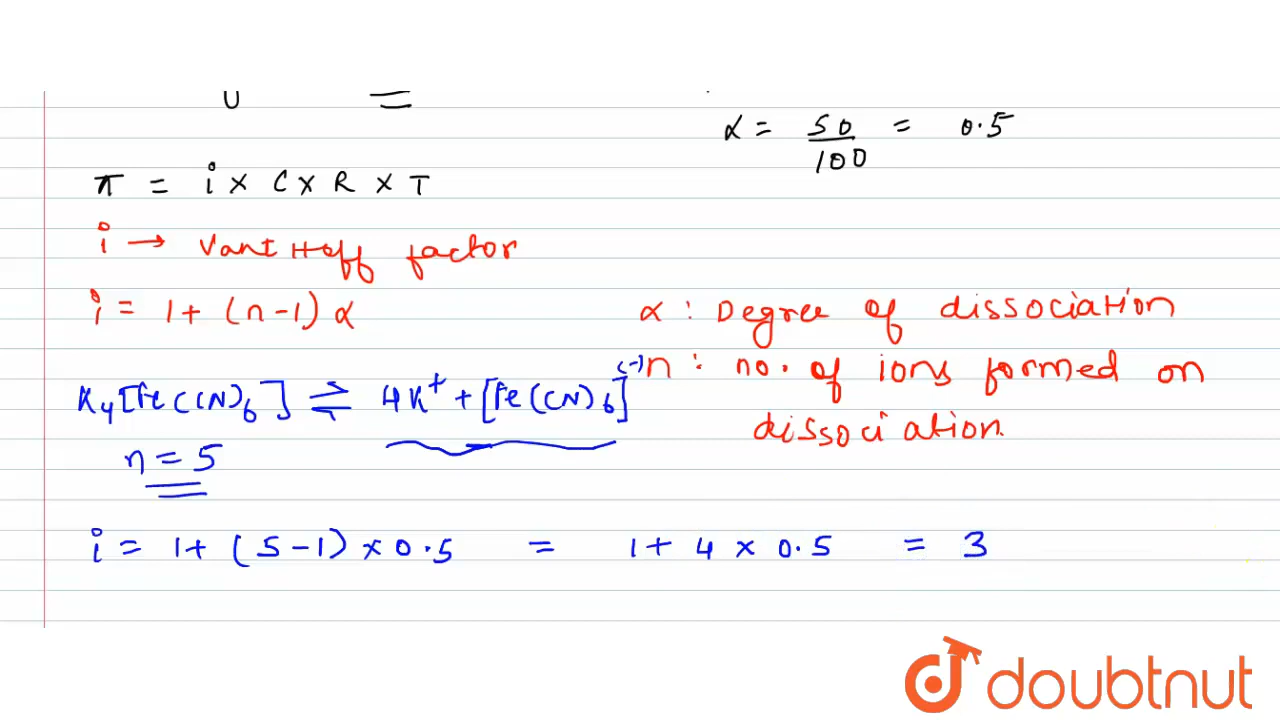 α = 50/100 = 0.5
π = i × C × R × T
i → Vant Hoff factor
i = 1 + (n-1) α
α : Degree of dissociation
n : no. of ions formed on
dissociation.
K4[Fe(CN)6] ⇌ 4K+ + [Fe(CN)6](-)
n = 5
i = 1 + (5-1) × 0.5 = 1 + 4 × 0.5 = 3
doubtnut